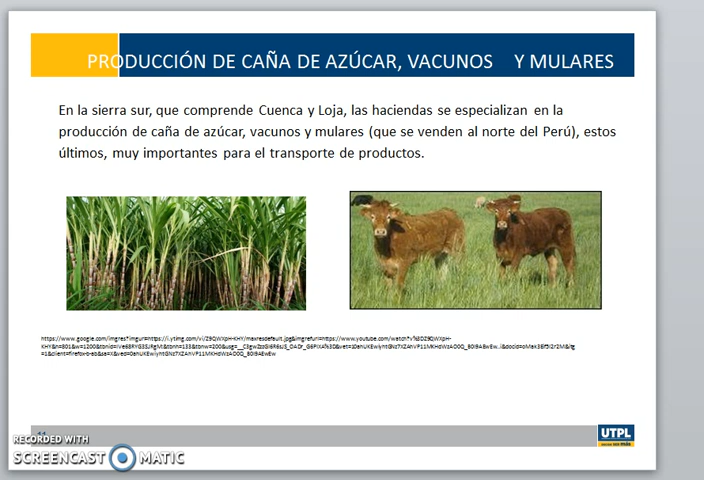 PRODUCCIÓN DE CAÑA DE AZÚCAR, VACUNOS Y MULARES
En la sierra sur, que comprende Cuenca y Loja, las haciendas se especializan en la
producción de caña de azúcar, vacunos y mulares (que se venden al norte del Perú), estos
últimos, muy importantes para el transporte de productos.
UTPL
RECORDED WITH
SCREENCAST MATIC